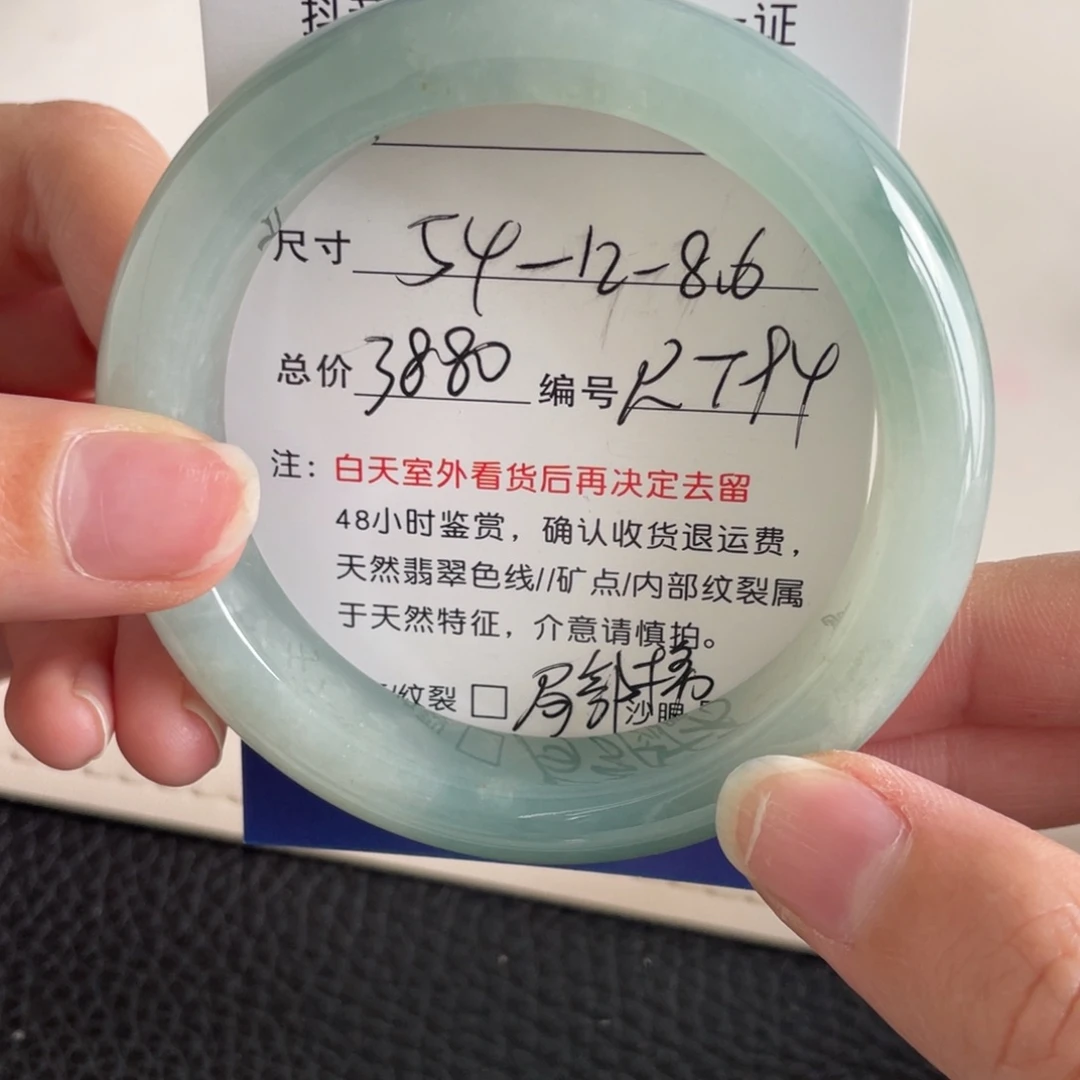 证
尺寸 54-12-8.6
总价 3880 编号
注：白天室外看货后再决定去留
48小时鉴赏，确认收货退运费，
天然翡翠色线//矿点/内部纹裂属
于天然特征，介意请慎拍。
纹裂 □ 局部棉